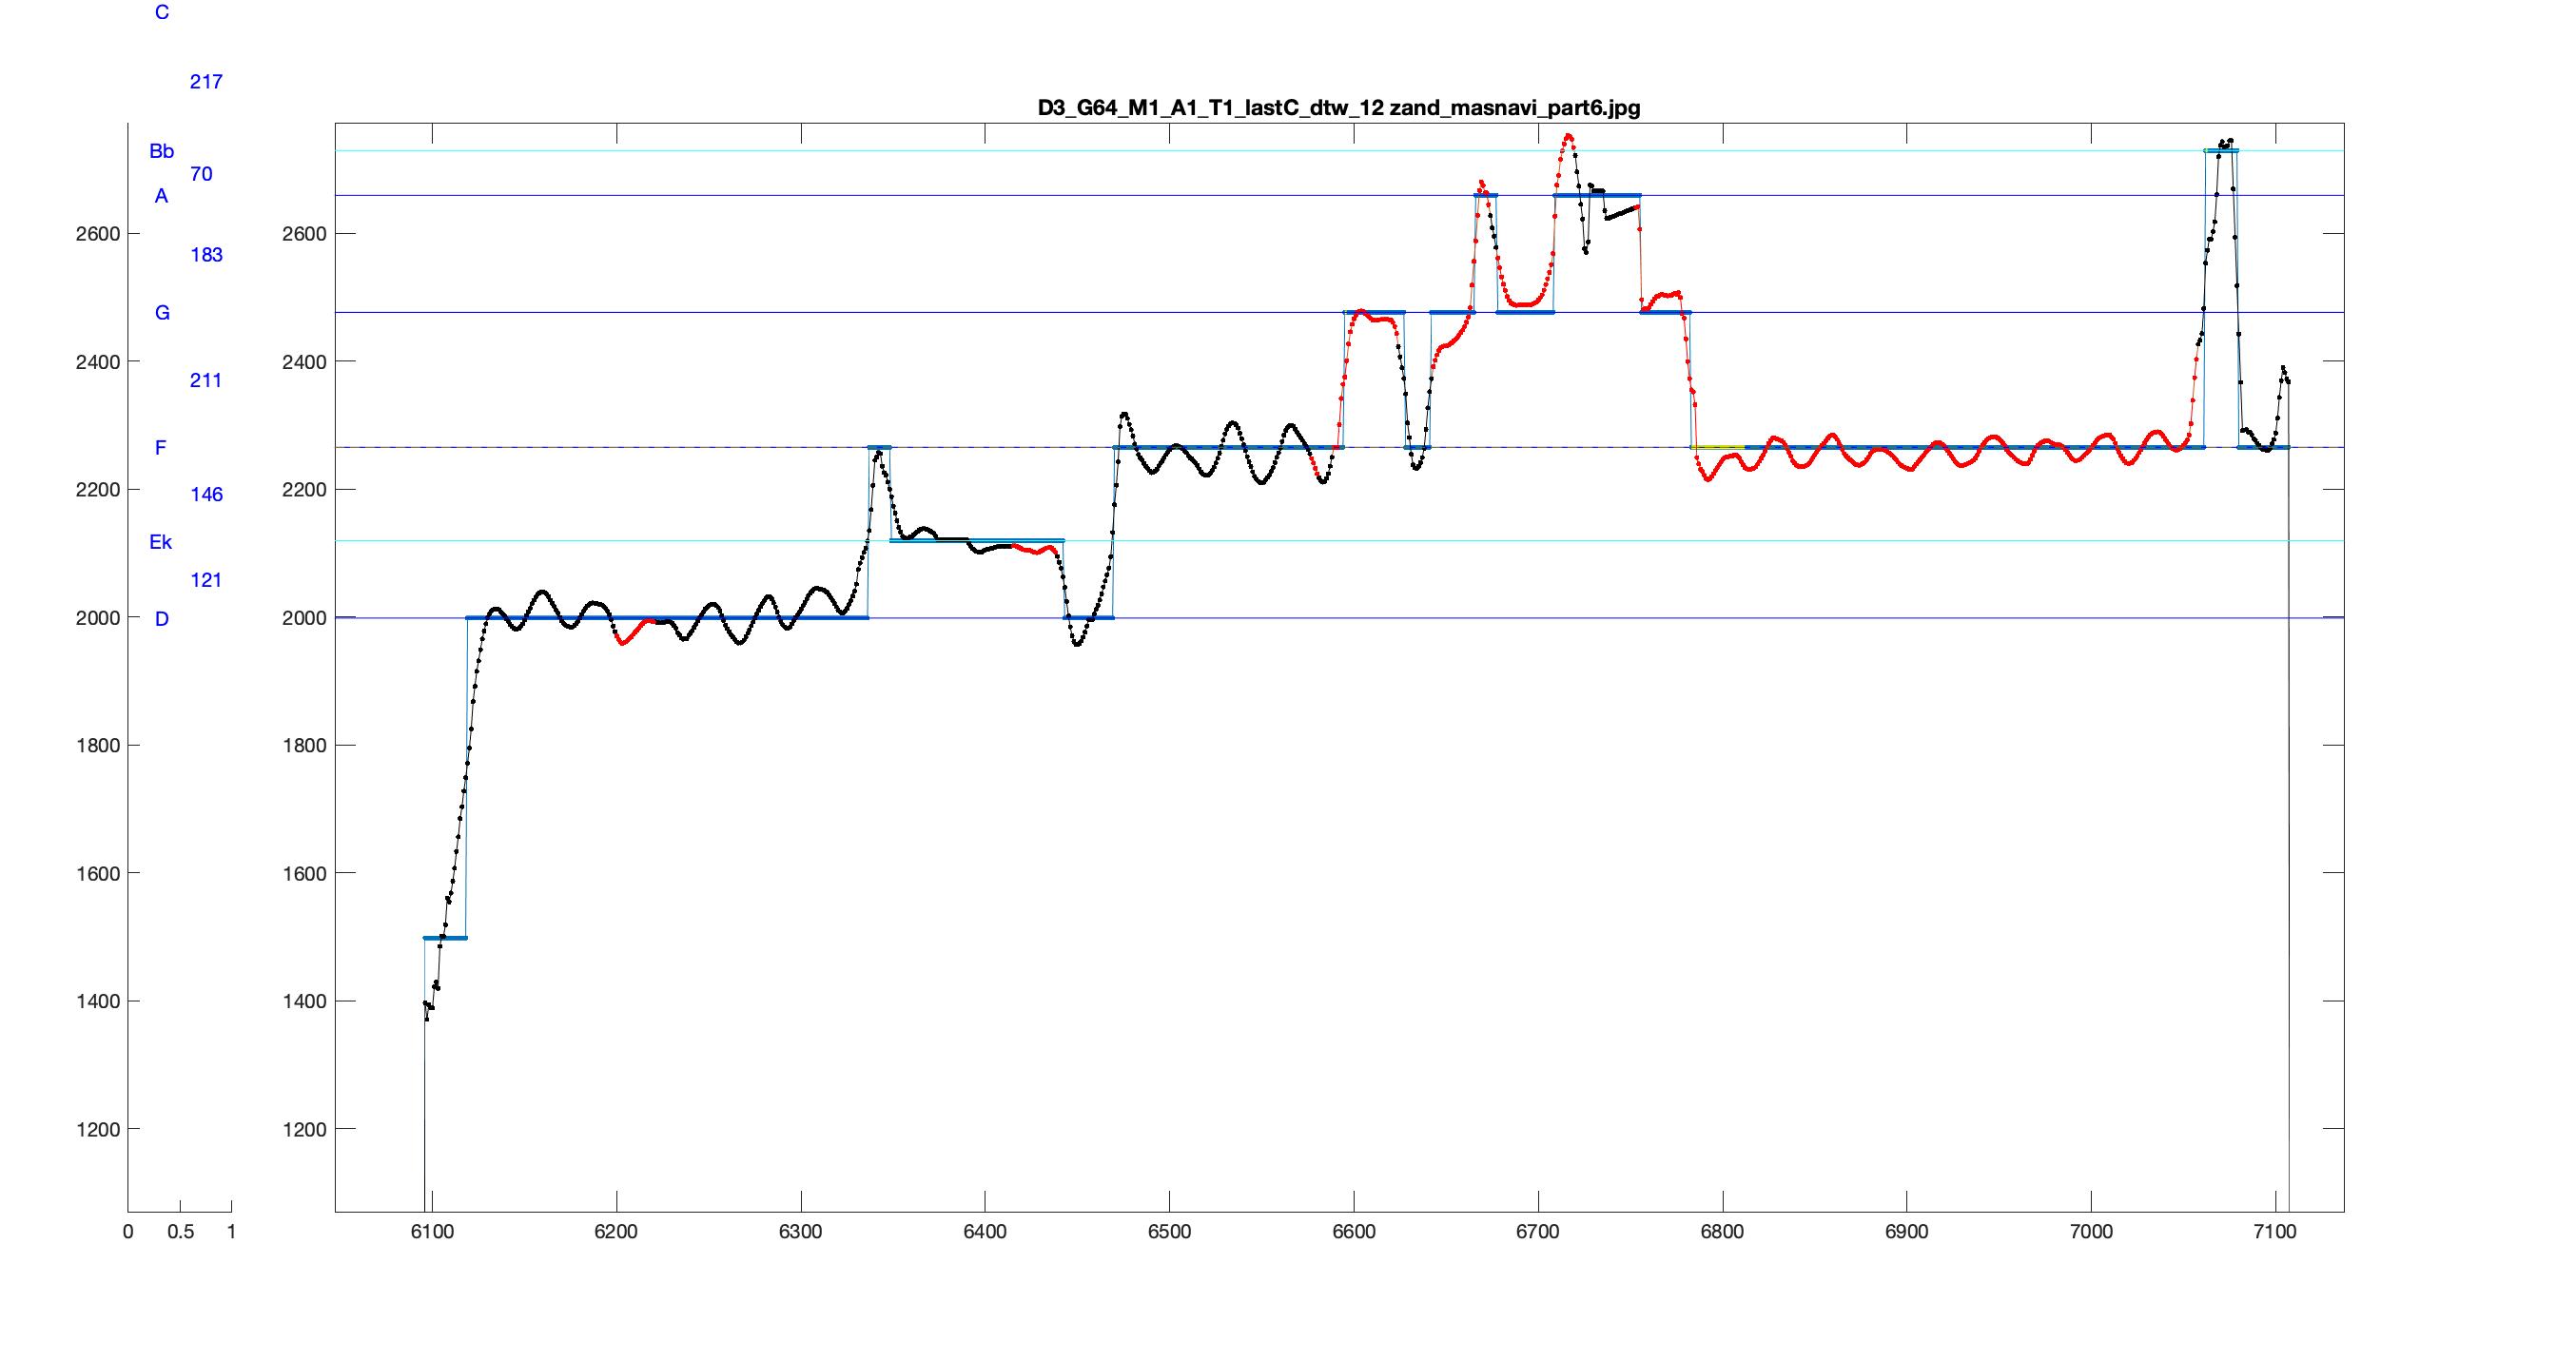 C
217
D3_G64_M1_A1_T1_lastC_dtw_12 zand_masnavi_part6.jpg
Bb
70
A
183
2600 2600
G
2400 2400
211
F
2200 2200
146
Ek
121
2000 D 2000
1800 1800
1600 1600
1400 1400
1200 1200
0 0.5 1 6100 6200 6300 6400 6500 6600 6700 6800 6900 7000 7100